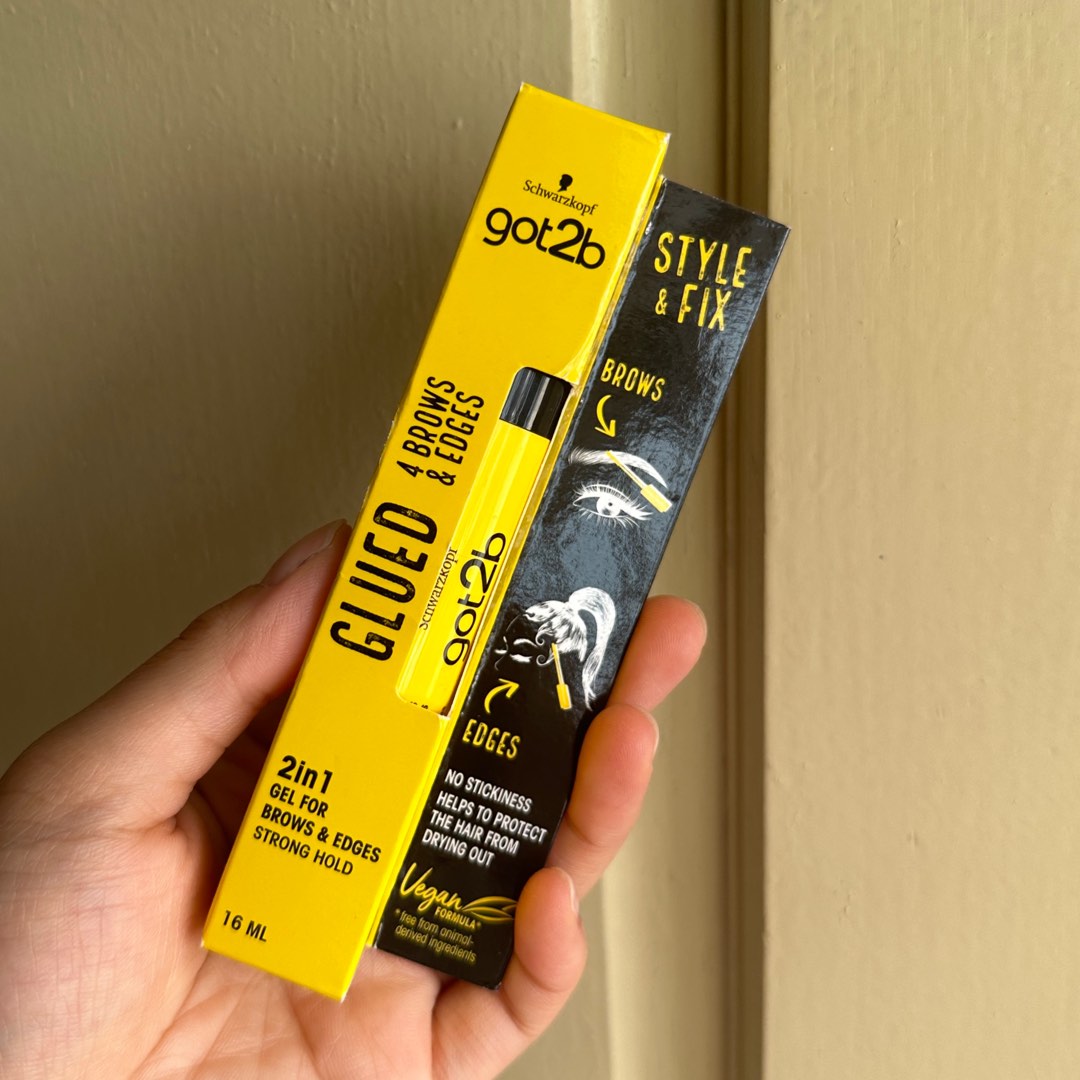 Schwarzkopf
got2b
GLUED
4 BROWS
& EDGES
Schwarzkopf
got2b
2in1
GEL FOR
BROWS & EDGES
STRONG HOLD
16 ML
STYLE
& FIX
BROWS
EDGES
NO STICKINESS
HELPS TO PROTECT
THE HAIR FROM
DRYING OUT
Vegan
FORMULA*
*free from animal-
derived ingredients